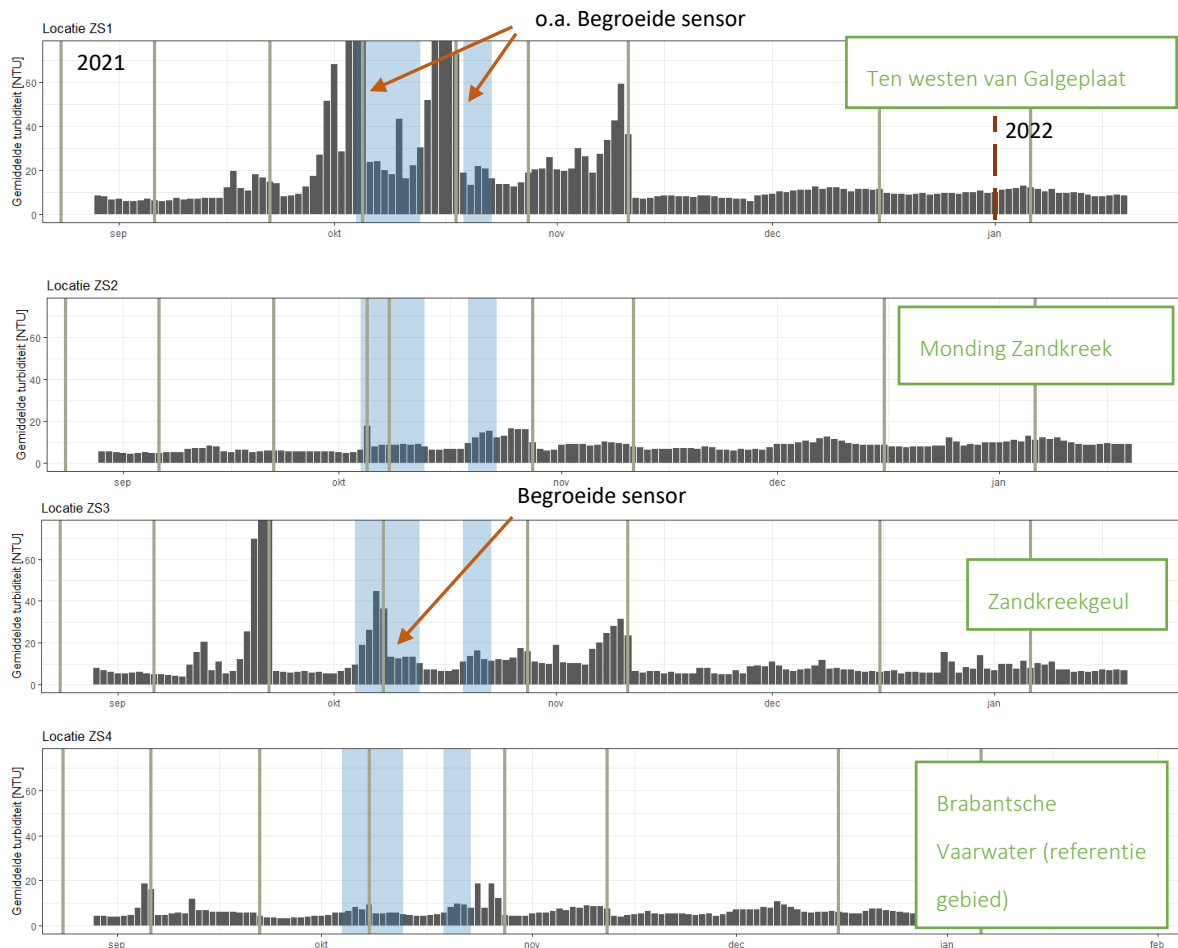 o.a. Begroeide sensor
Locatie ZS1
2021
Ten westen van Galgeplaat
2022
Gemiddelde turbiditeit [NTU]
60
40
20
0
sep okt nov dec jan
Locatie ZS2
Monding Zandkreek
Gemiddelde turbiditeit [NTU]
60
40
20
0
sep okt nov dec jan
Begroeide sensor
Locatie ZS3
Zandkreekgeul
Gemiddelde turbiditeit [NTU]
60
40
20
0
sep okt nov dec jan
Locatie ZS4
Brabantsche
Vaarwater (referentie
gebied)
Gemiddelde turbiditeit [NTU]
60
40
20
0
sep okt nov dec jan feb